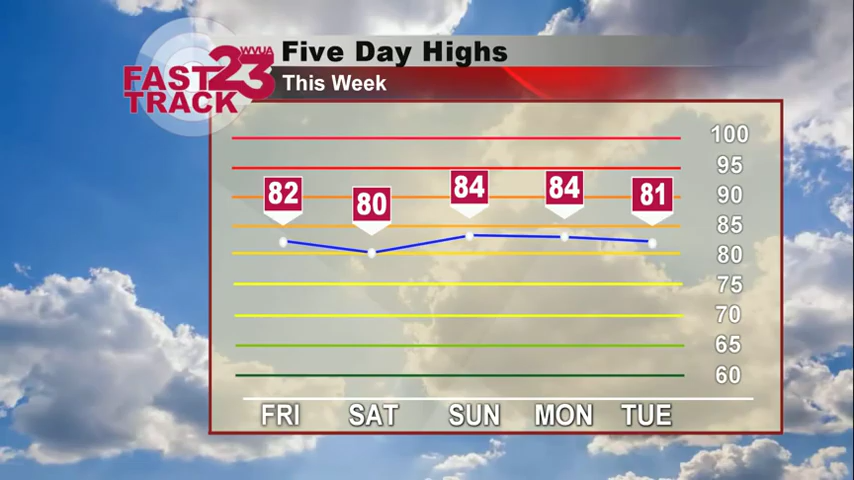 WVUA
23
FAST
TRACK
Five Day Highs
This Week
100
95
90
85
80
75
70
65
60
82
80
84
84
81
FRI SAT SUN MON TUE